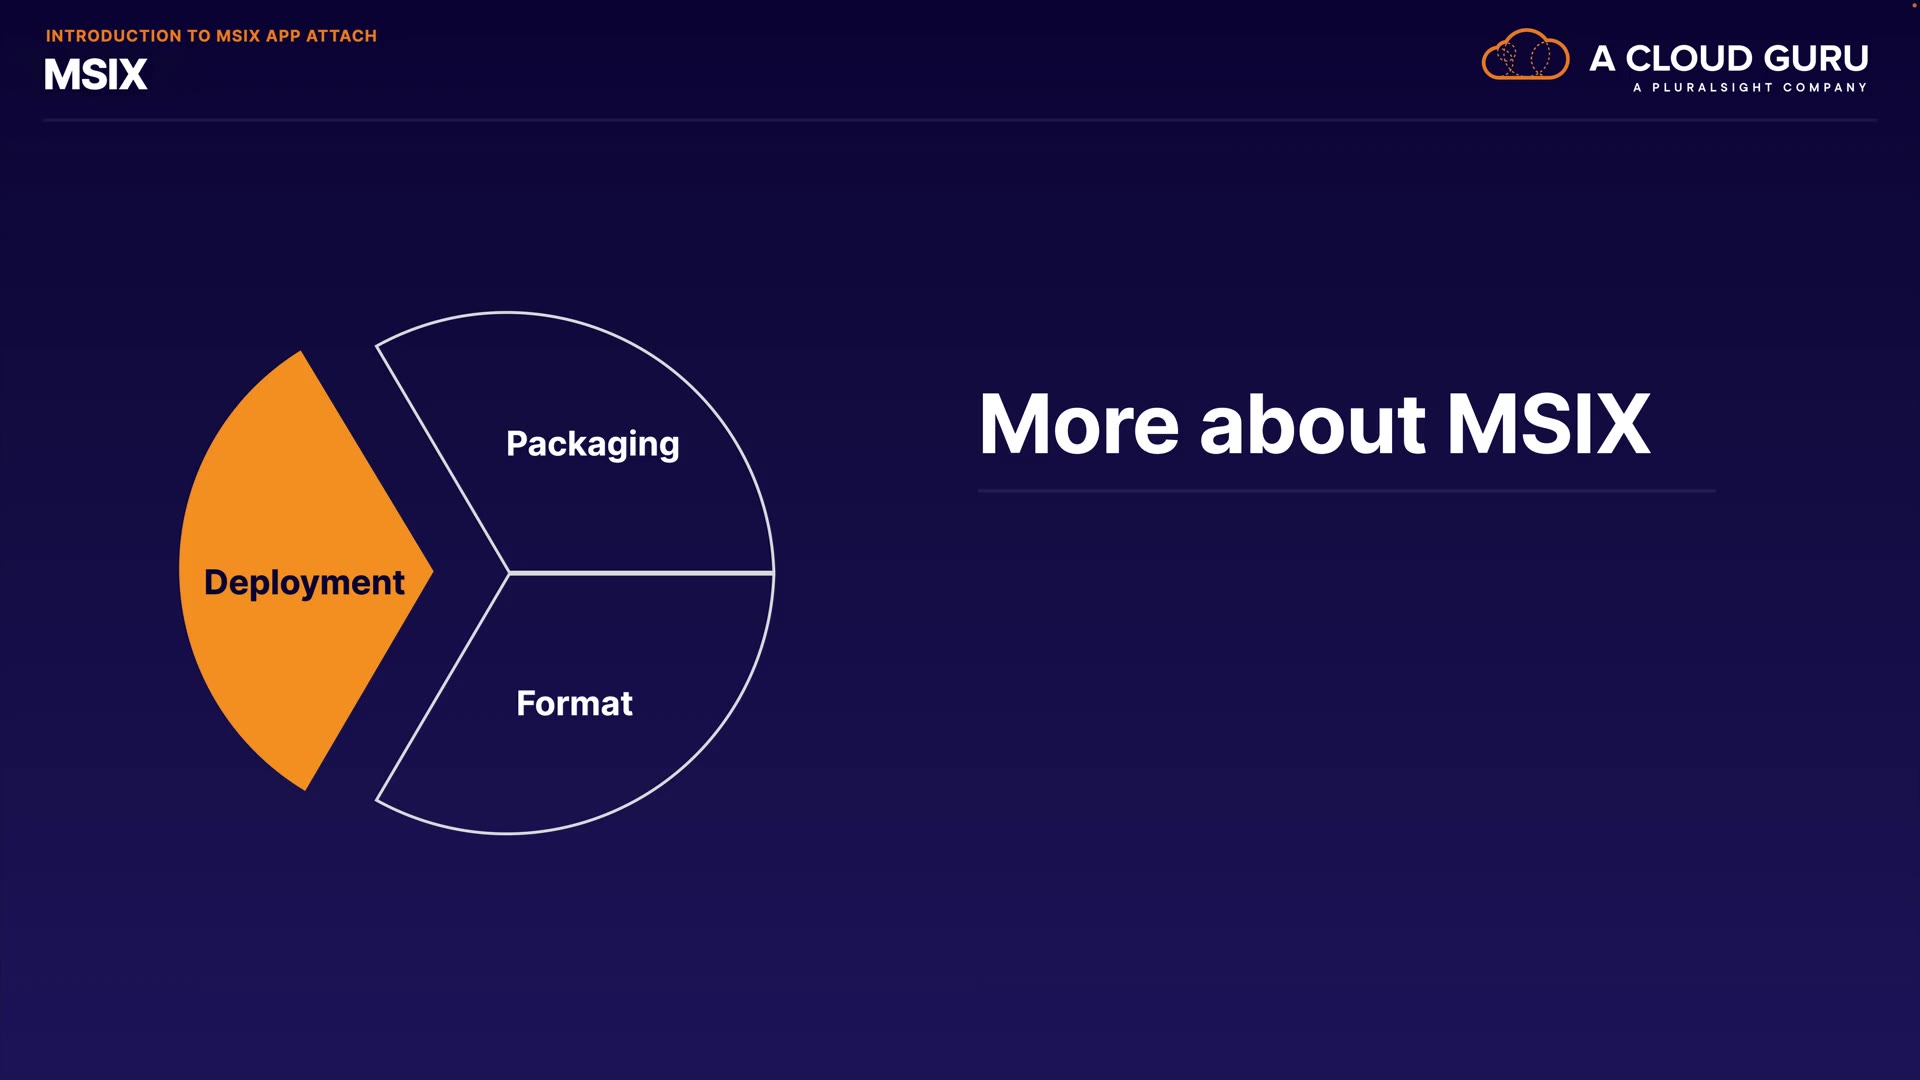 INTRODUCTION TO MSIX APP ATTACH
MSIX
A CLOUD GURU
A PLURALSIGHT COMPANY
Packaging
Deployment
Format
More about MSIX